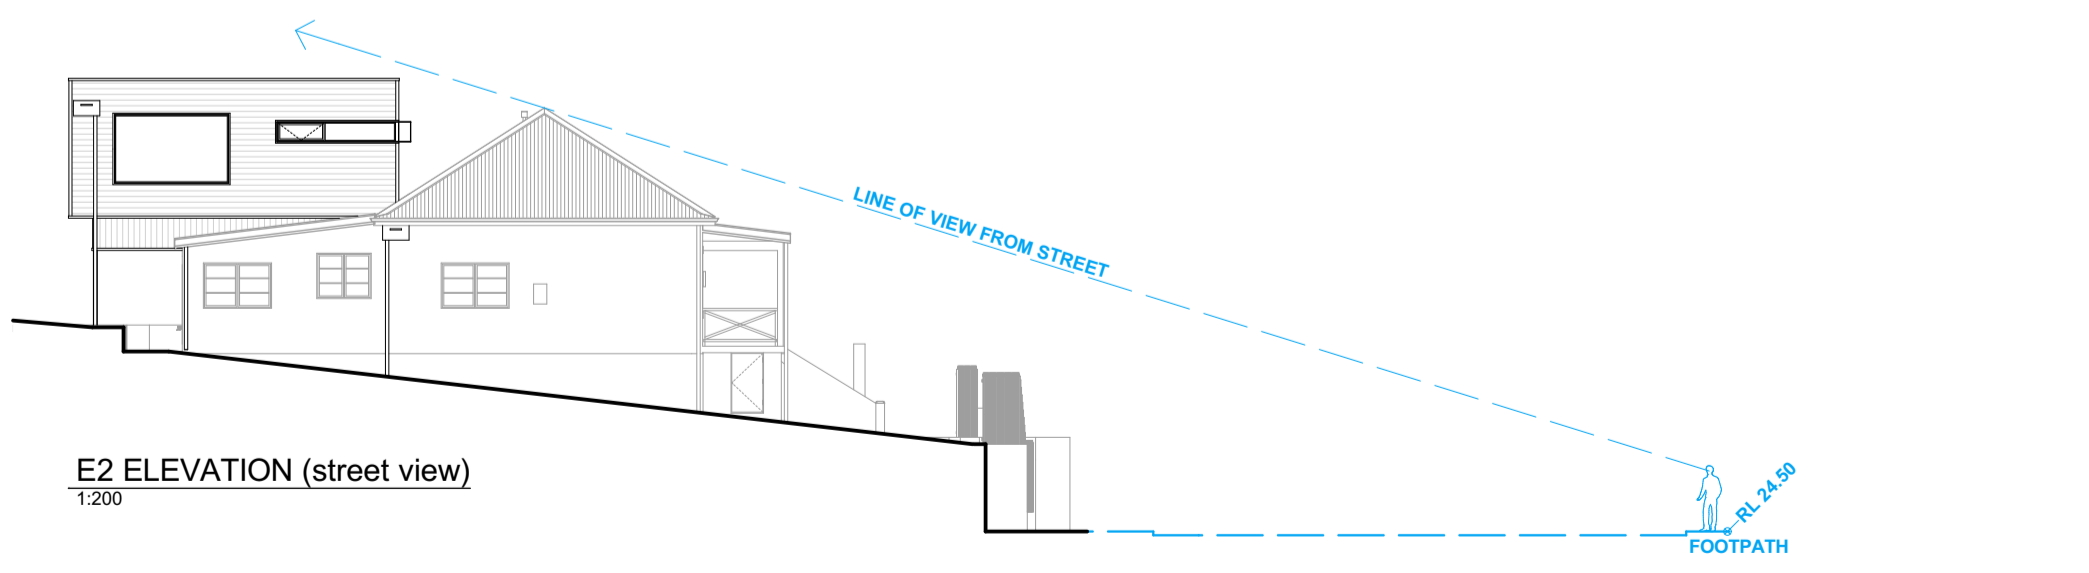 LINE OF VIEW FROM STREET
E2 ELEVATION (street view)
1:200
RL 24.50
FOOTPATH